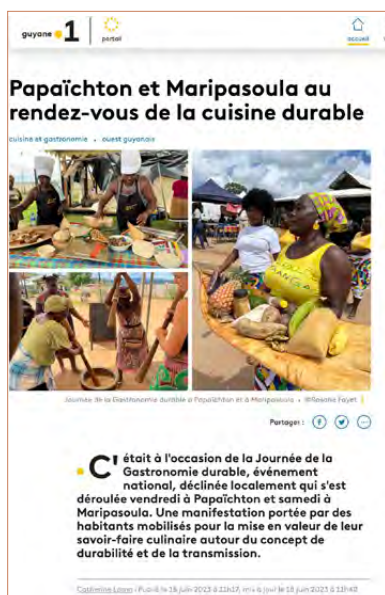 guyane 1
portail
accueil
Papaïchton et Maripasoula au
rendez-vous de la cuisine durable
cuisine et gastronomie • ouest guyanais
Journée de la Gastronomie durable à Papaïchton et à Maripasoula • ©Rosane Fayet
Partager :
C'était à l'occasion de la Journée de la
Gastronomie durable, événement
national, déclinée localement qui s'est
déroulée vendredi à Papaïchton et samedi à
Maripasoula. Une manifestation portée par des
habitants mobilisés pour la mise en valeur de leur
savoir-faire culinaire autour du concept de
durabilité et de la transmission.
Catherine Lama • Publié le 18 juin 2023 à 11h17, mis à jour le 18 juin 2023 à 11h42